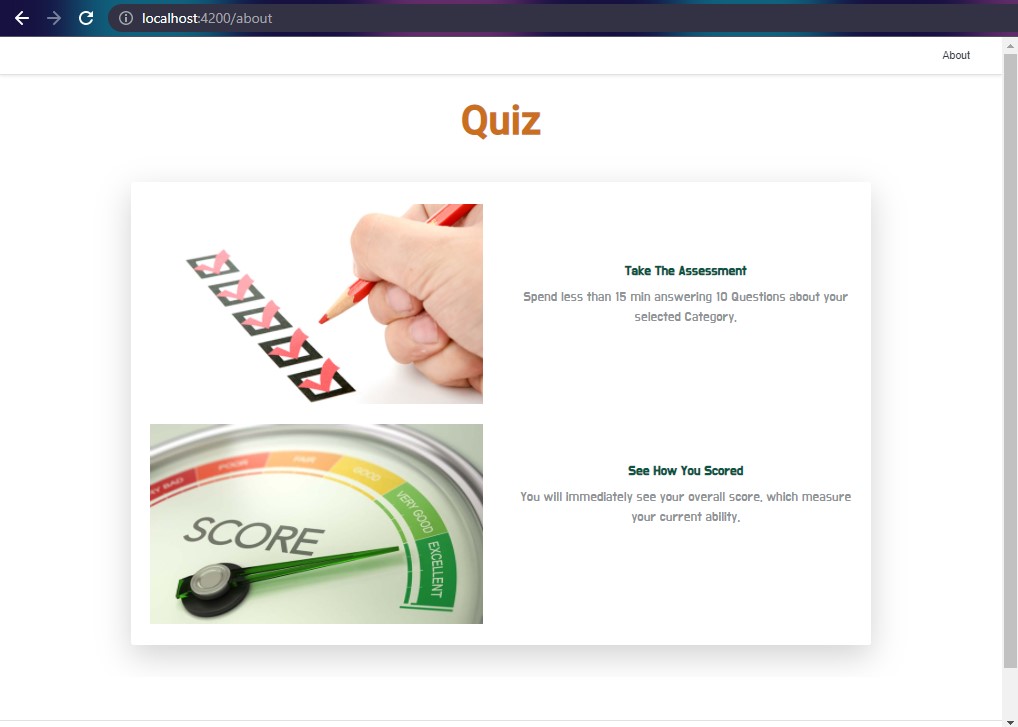 localhost:4200/about
About
Quiz
Take The Assessment
Spend less than 15 min answering 10 Questions about your
selected Category.
VERY BAD
POOR
FAIR
GOOD
VERY GOOD
EXCELLENT
SCORE
See How You Scored
You will immediately see your overall score, which measure
your current ability.